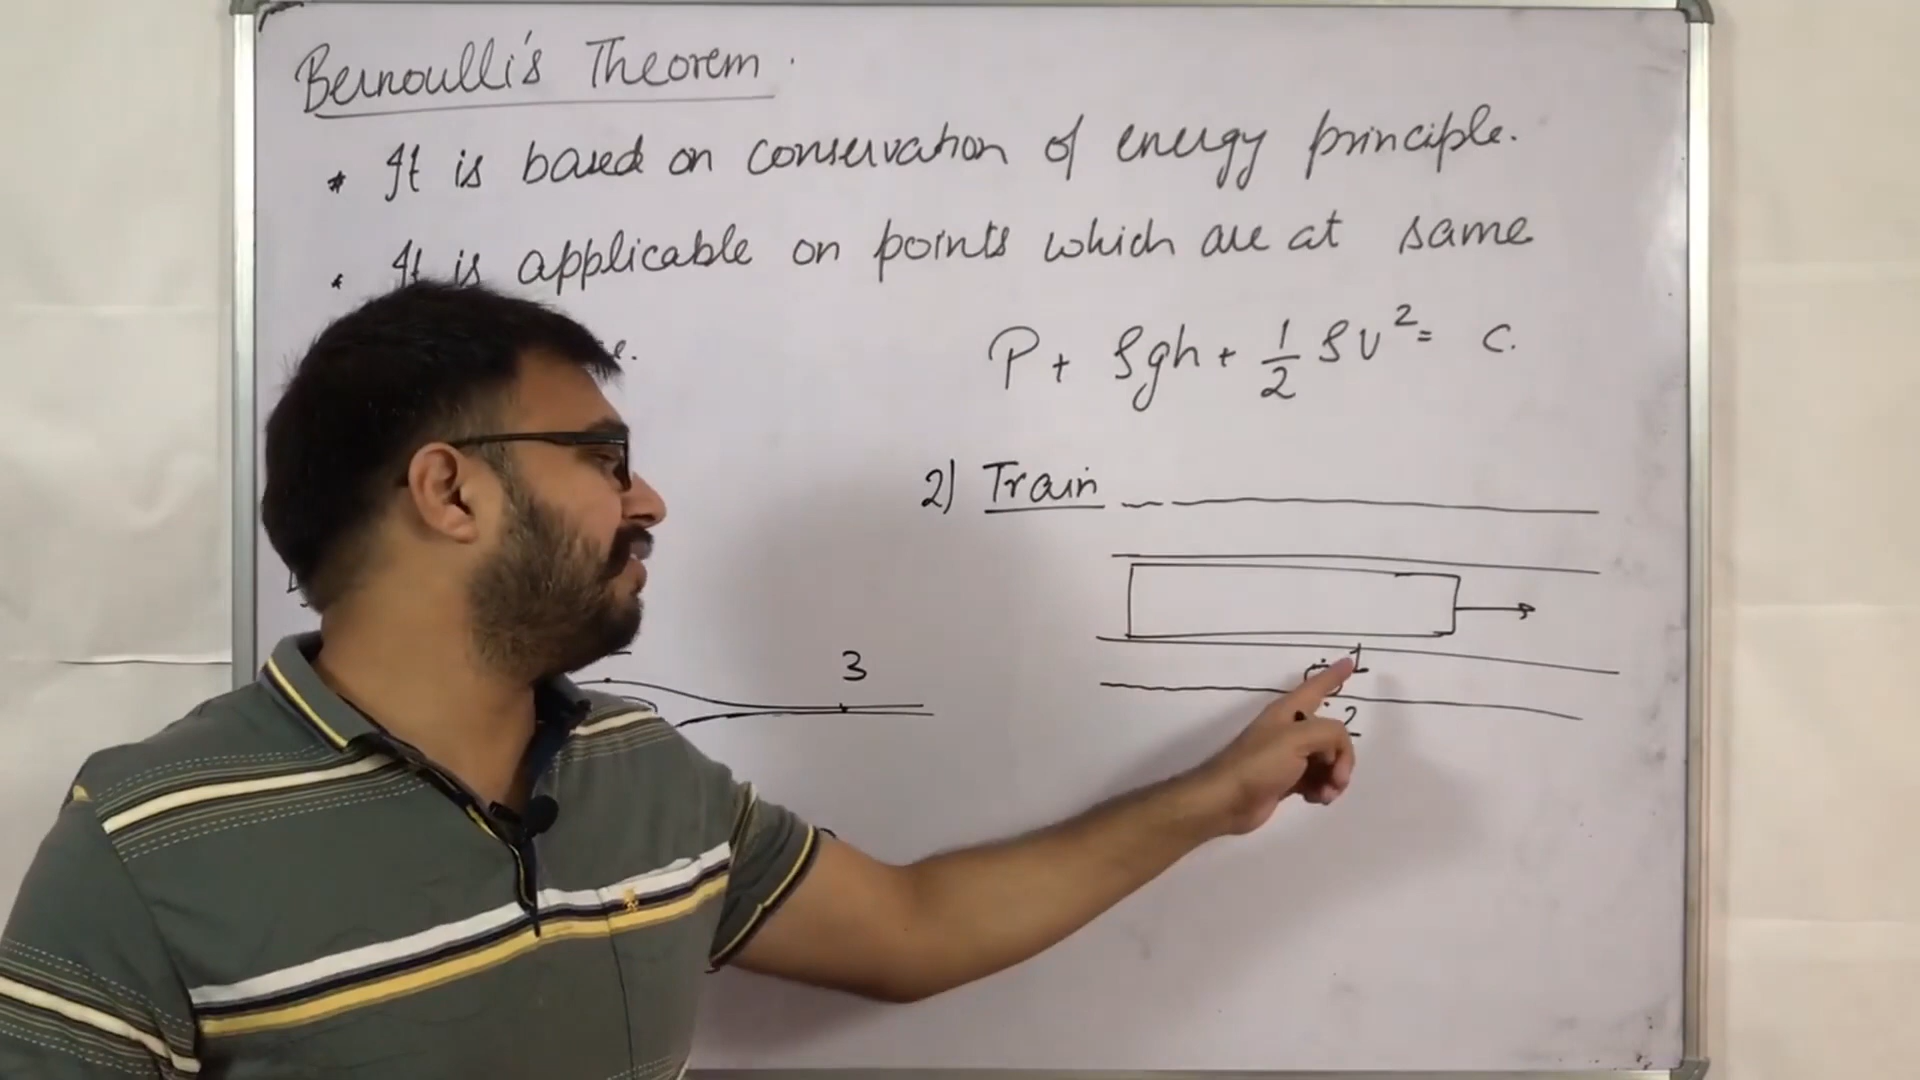 Bernoulli's Theorem.
* It is based on conservation of energy principle.
* It is applicable on points which are at same
P + ρgh + 1/2 ρv² = c.
2) Train
1
2
3